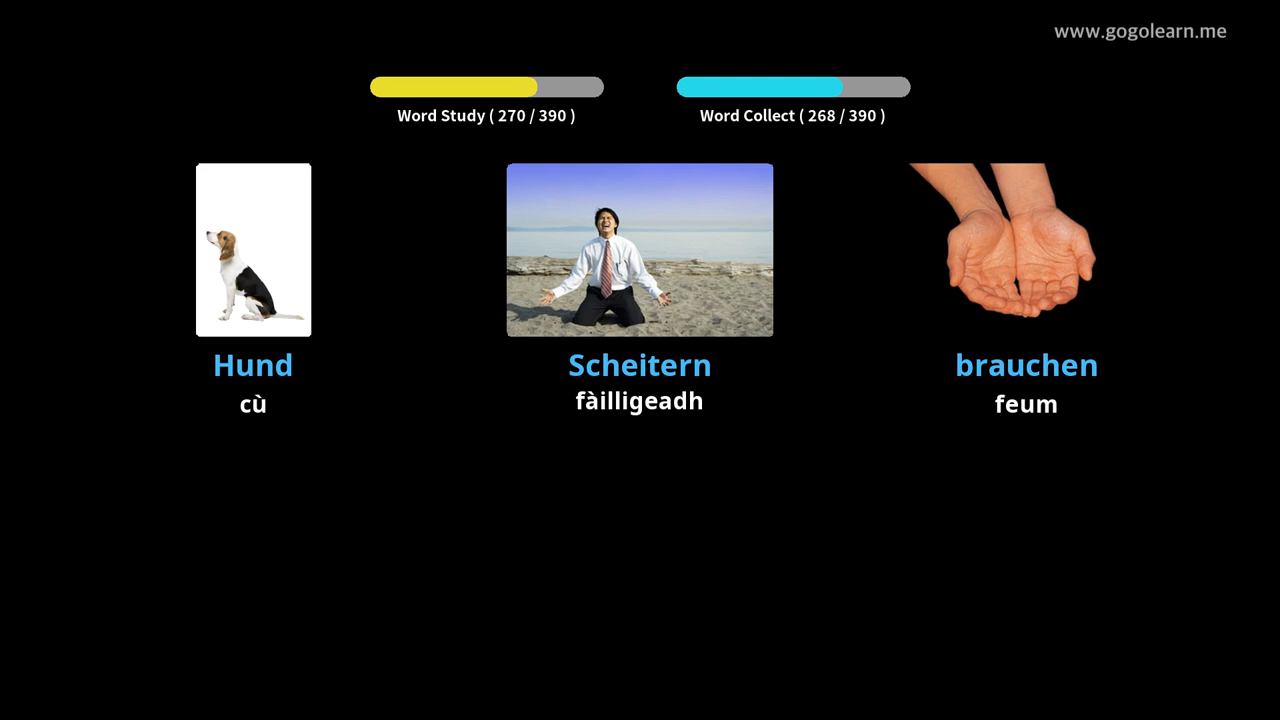 www.gogolearn.me
Word Study ( 270 / 390 )
Word Collect ( 268 / 390 )
Hund
cù
Scheitern
fàilligeadh
brauchen
feum